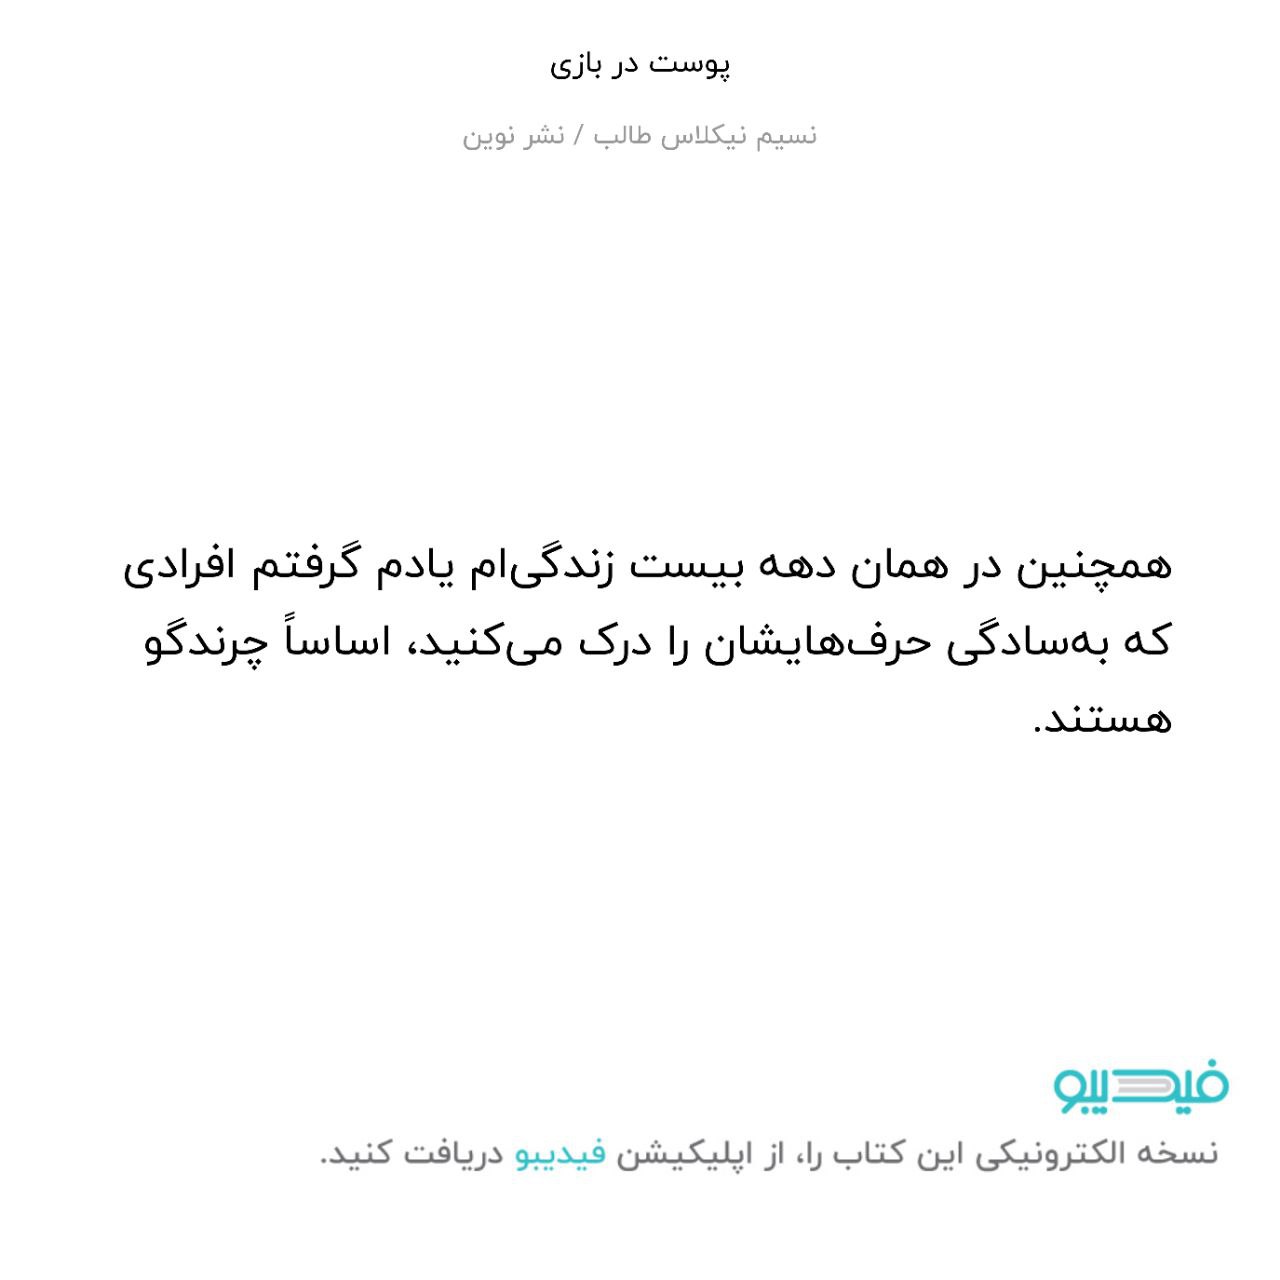 پوست در بازی
نسیم نیکلاس طالب / نشر نوین
همچنین در همان دهه بیست زندگی‌ام یادم گرفتم افرادی
که به‌سادگی حرف‌هایشان را درک می‌کنید، اساساً چرندگو
هستند.
فیدیبو
نسخه الکترونیکی این کتاب را، از اپلیکیشن فیدیبو دریافت کنید.